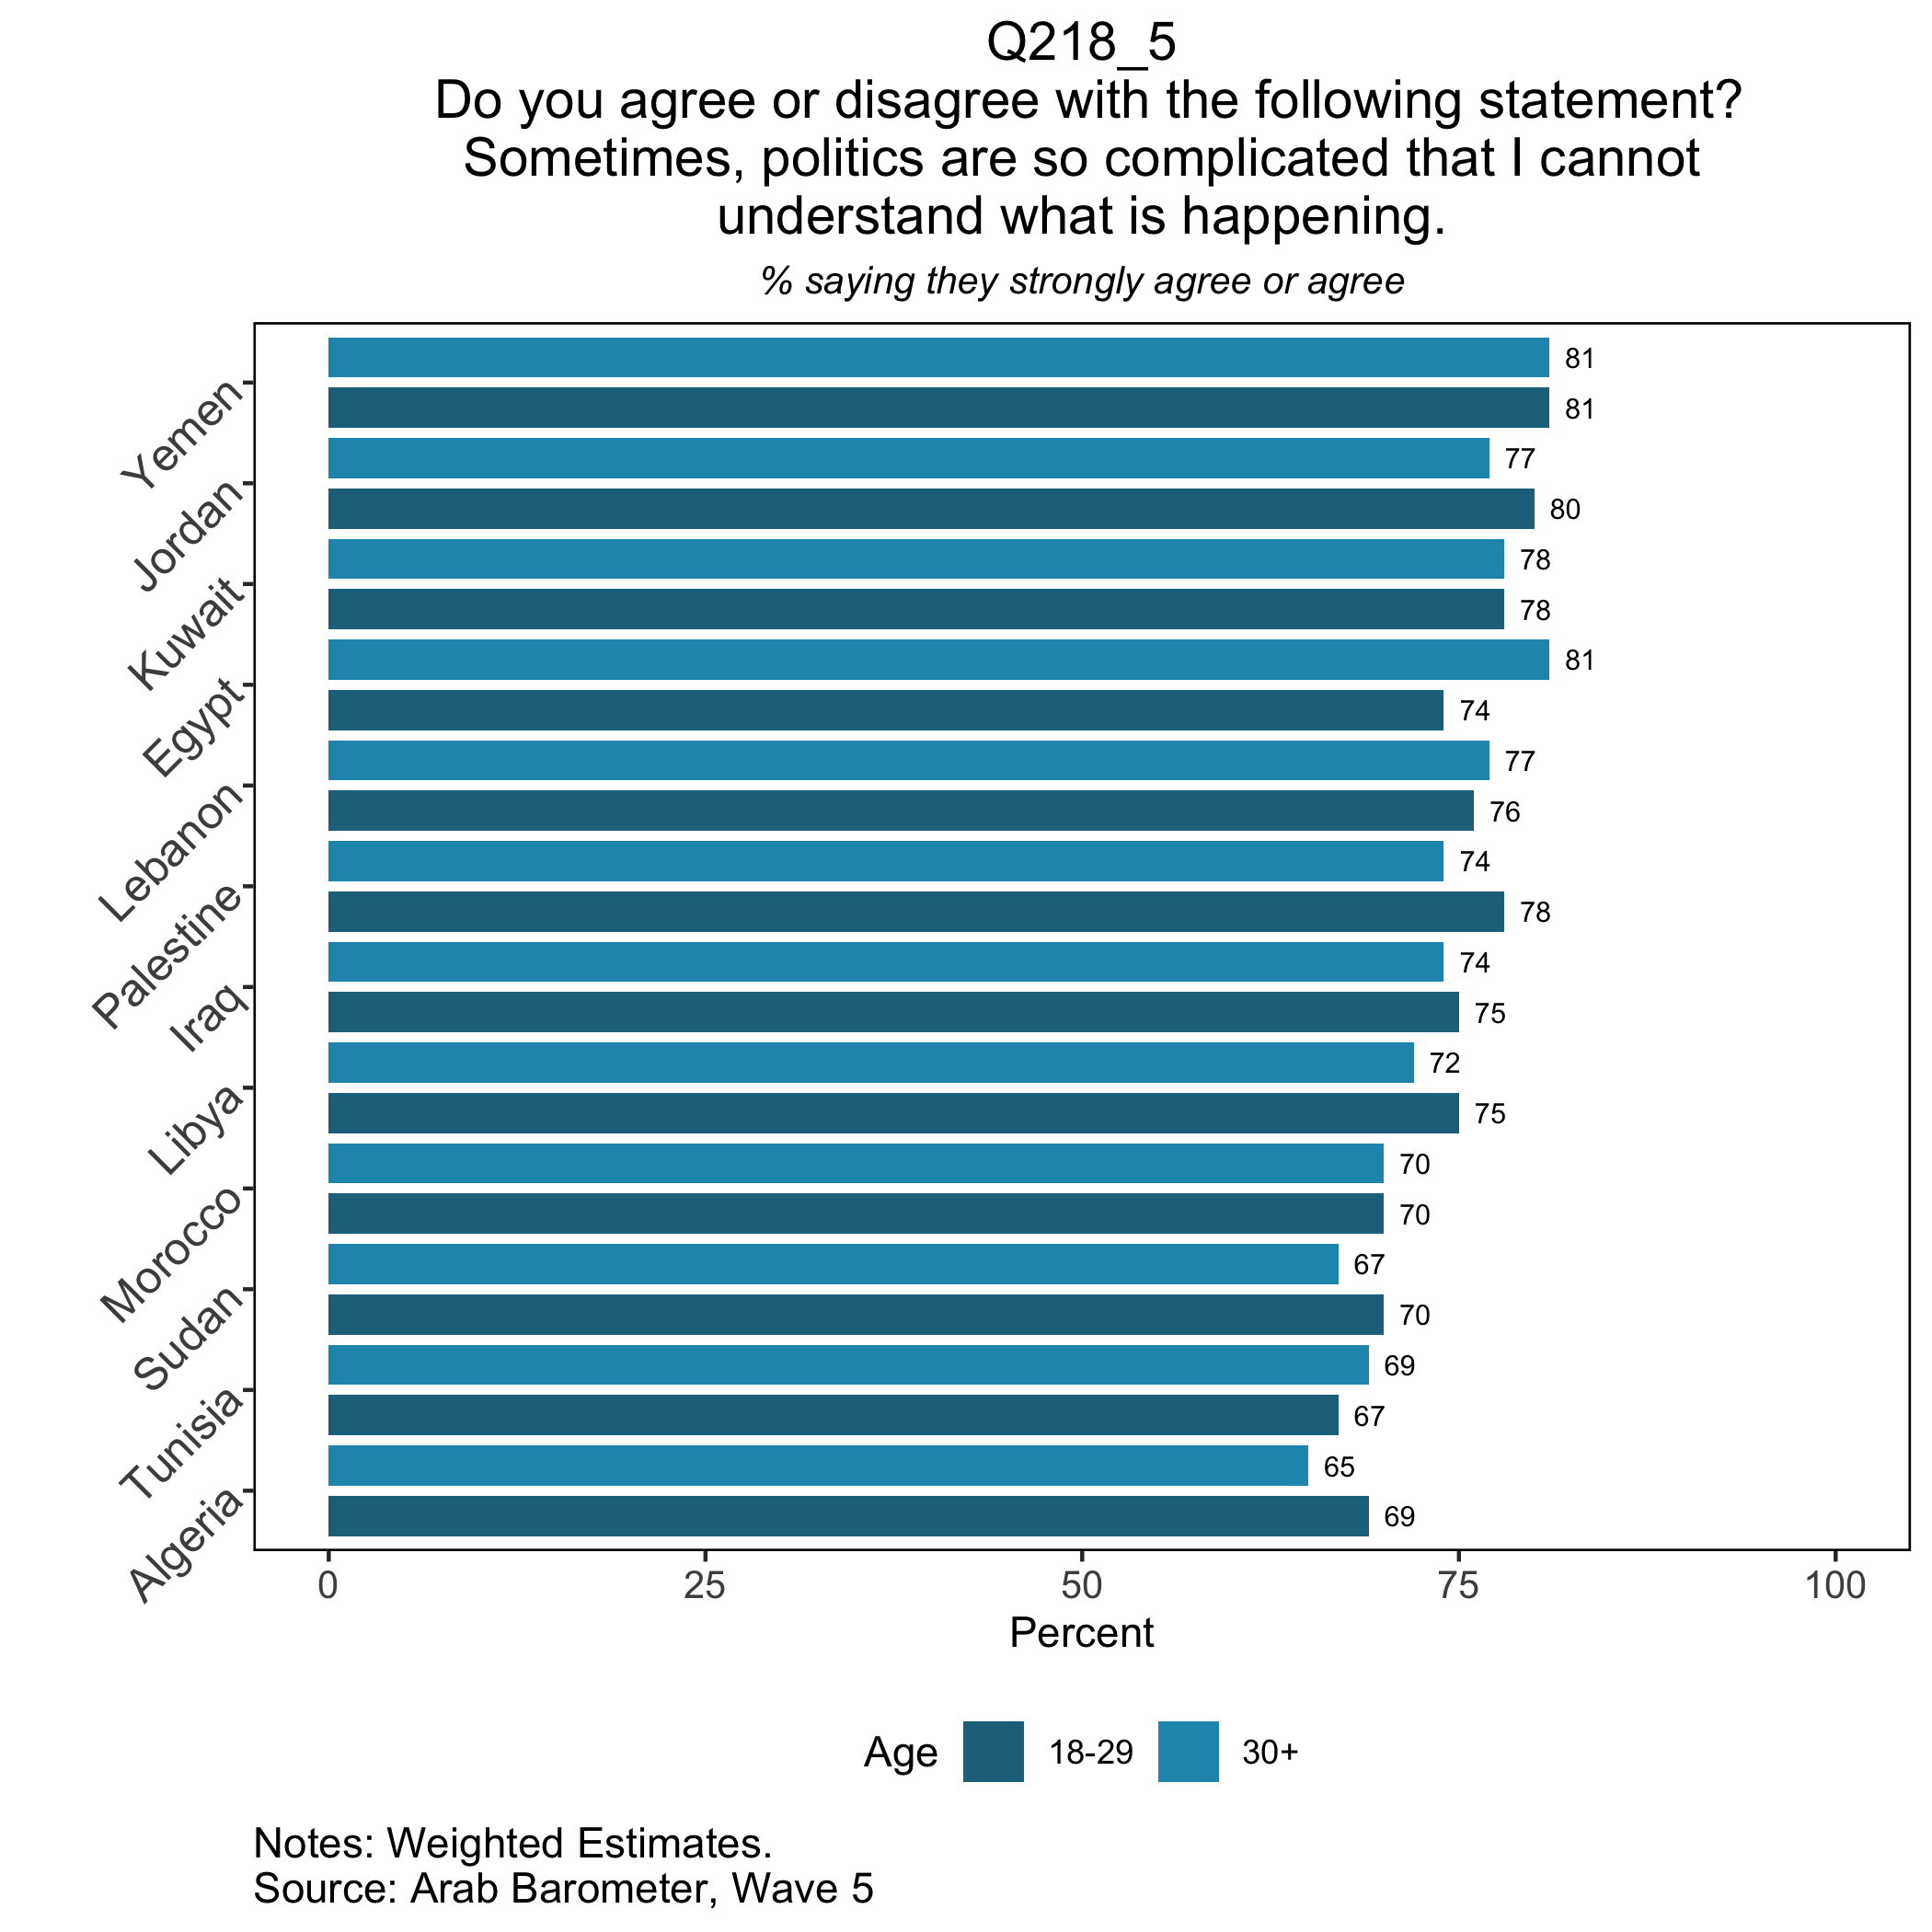 Q218_5
Do you agree or disagree with the following statement?
Sometimes, politics are so complicated that I cannot
understand what is happening.
% saying they strongly agree or agree
81
Yemen
81
77
Jordan
80
78
Kuwait
78
81
Egypt
74
77
Lebanon
76
74
Palestine
78
74
Iraq
75
72
Libya
75
70
Morocco
70
67
Sudan
70
69
Tunisia
67
65
Algeria
69
0 25 50 75 100
Percent
Age 18-29 30+
Notes: Weighted Estimates.
Source: Arab Barometer, Wave 5